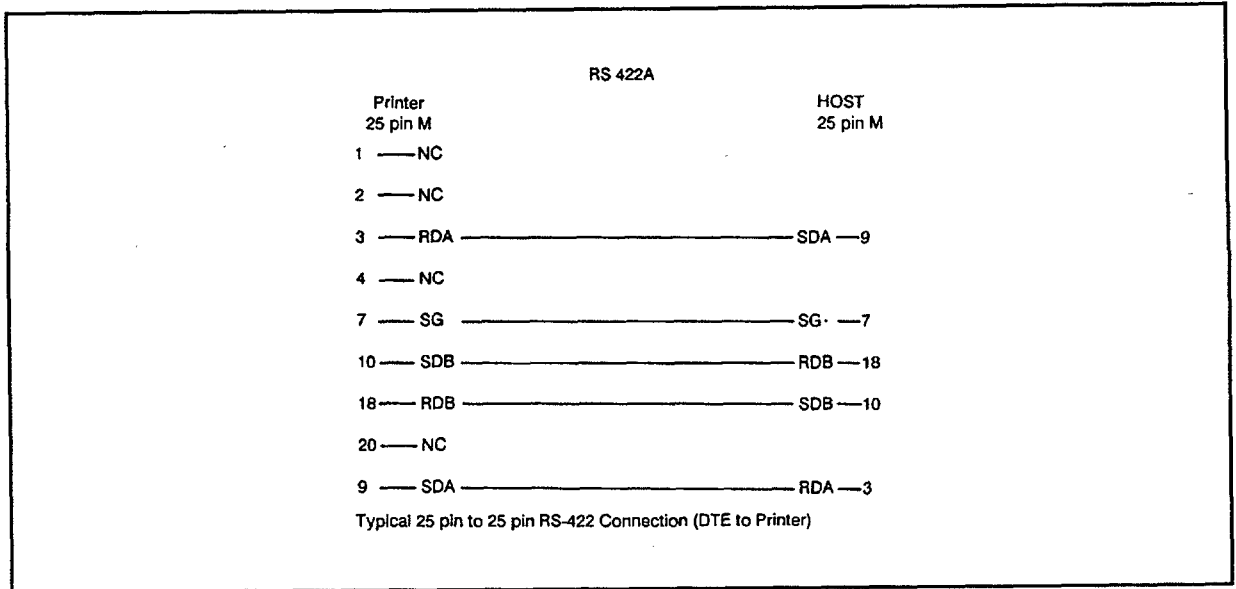 RS 422A
Printer HOST
25 pin M 25 pin M
1 NC
2 NC
3 RDA SDA 9
4 NC
7 SG SG 7
10 SDB RDB 18
18 RDB SDB 10
20 NC
9 SDA RDA 3
Typical 25 pin to 25 pin RS-422 Connection (DTE to Printer)